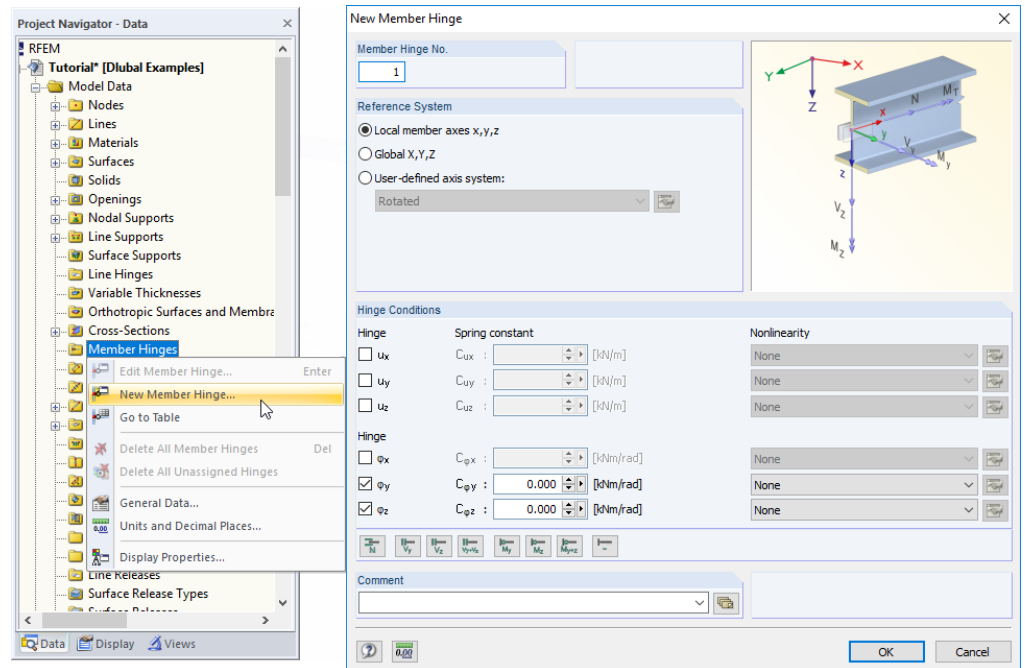 Project Navigator - Data
RFEM
Tutorial* [Dlubal Examples]
Model Data
Nodes
Lines
Materials
Surfaces
Solids
Openings
Nodal Supports
Line Supports
Surface Supports
Line Hinges
Variable Thicknesses
Orthotropic Surfaces and Membra
Cross-Sections
Member Hinges
Edit Member Hinge... Enter
New Member Hinge...
Go to Table
Delete All Member Hinges Del
Delete All Unassigned Hinges
General Data...
0,00 Units and Decimal Places...
Display Properties...
Line Releases
Surface Release Types
Surface Releases
Data Display Views
New Member Hinge
Member Hinge No.
1
Reference System
Local member axes x,y,z
Global X,Y,Z
User-defined axis system:
Rotated
Y X
Z
N MT
x
y Vy My
z
Vz
Mz
Hinge Conditions
Hinge Spring constant Nonlinearity
ux Cux : [kN/m] None
uy Cuy : [kN/m] None
uz Cuz : [kN/m] None
Hinge
φx Cφx : [kNm/rad] None
φy Cφy : 0.000 [kNm/rad] None
φz Cφz : 0.000 [kNm/rad] None
N Vy Vz Vy+Vz My Mz My+z –
Comment
0,00
OK Cancel